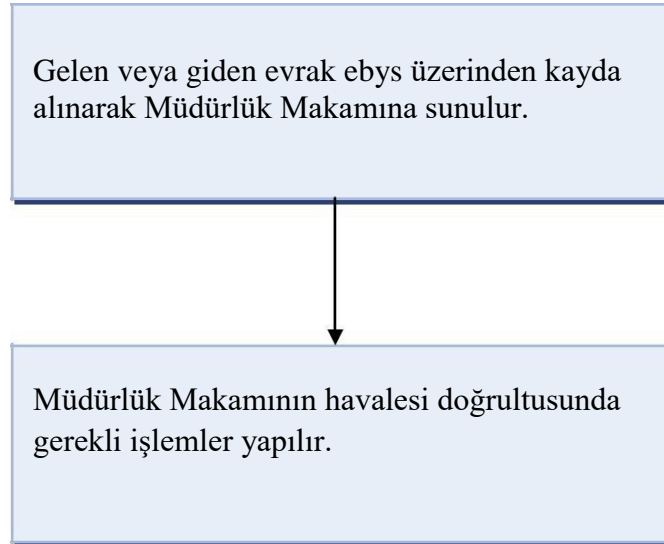 Gelen veya giden evrak ebys üzerinden kayda
alınarak Müdürlük Makamına sunulur.
Müdürlük Makamının havalesi doğrultusunda
gerekli işlemler yapılır.